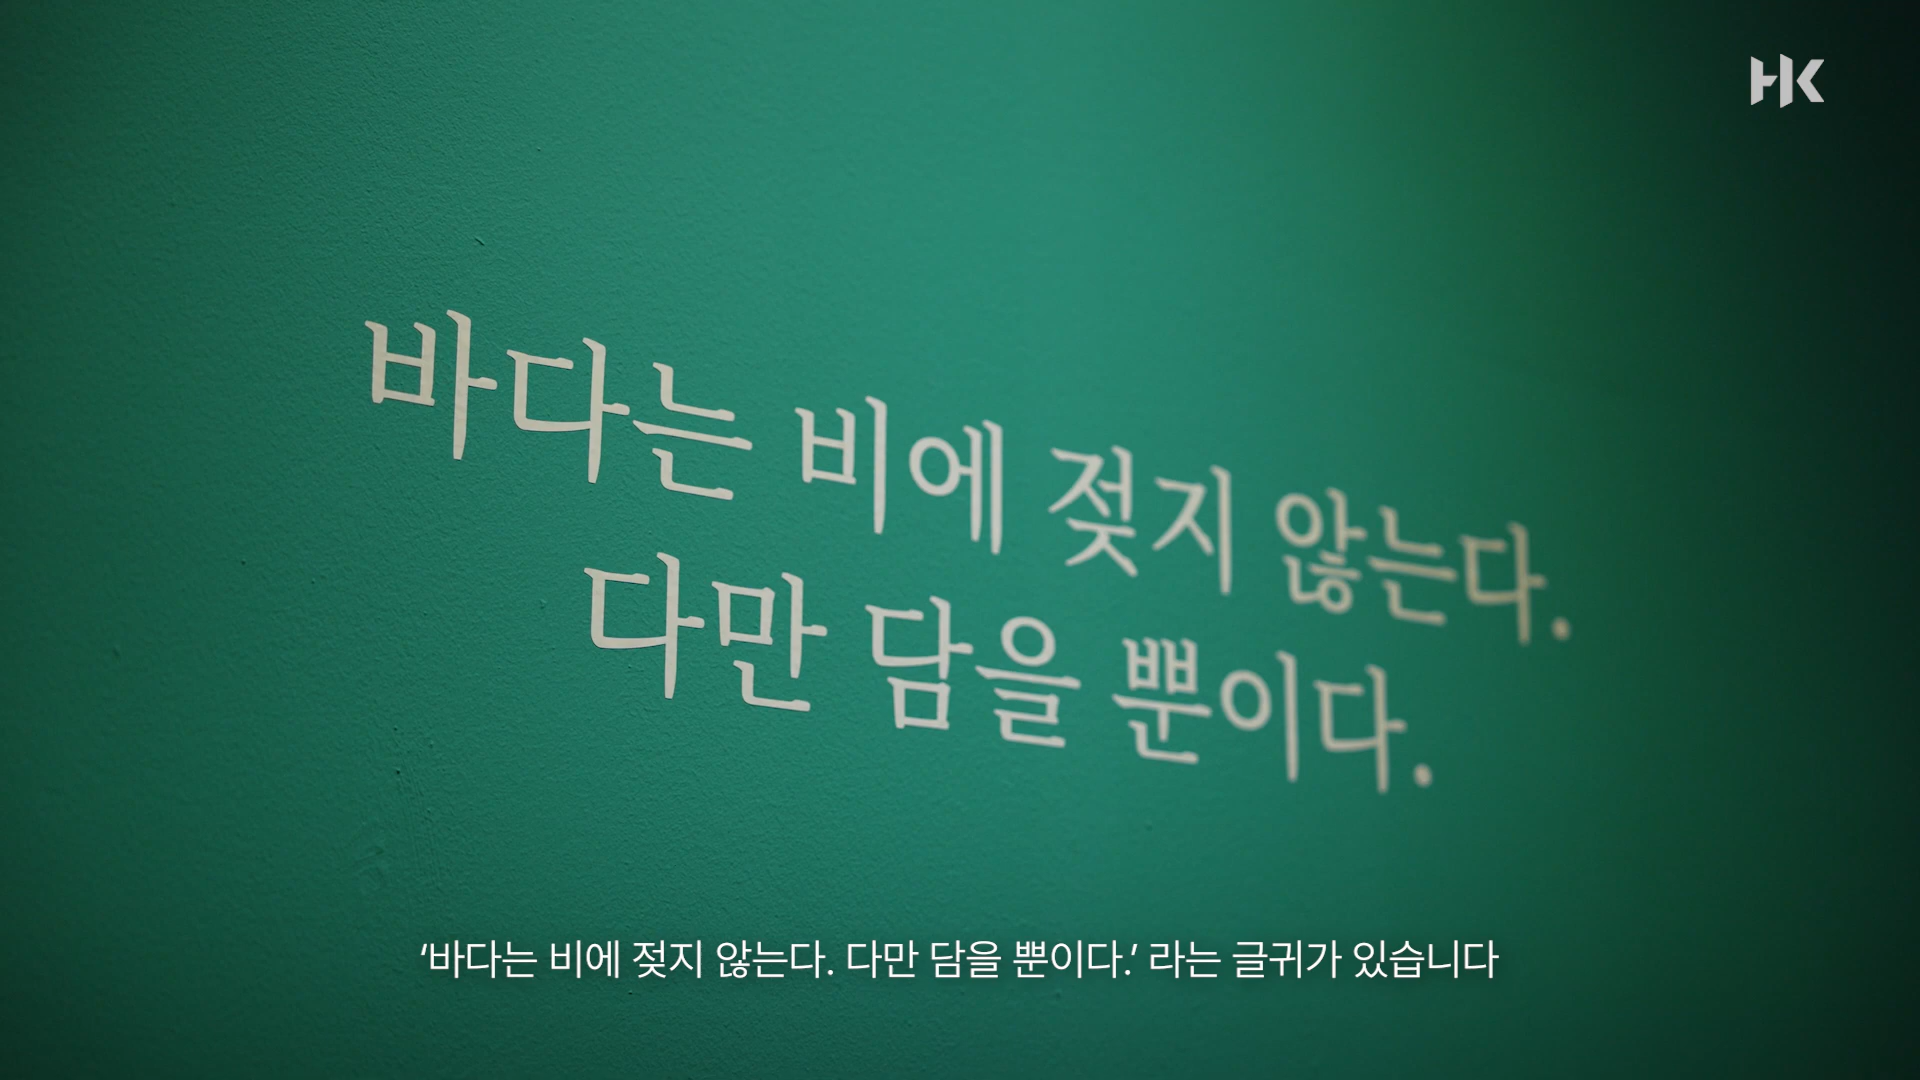 HK
바다는 비에 젖지 않는다.
다만 담을 뿐이다.
‘바다는 비에 젖지 않는다. 다만 담을 뿐이다.’ 라는 글귀가 있습니다